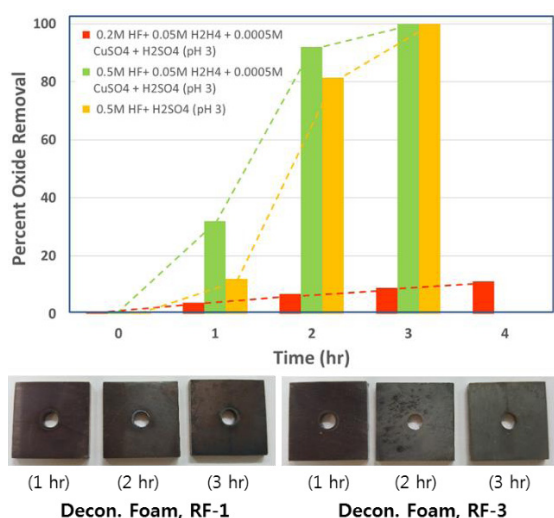 100
80
60
40
20
0
Percent Oxide Removal
0.2M HF+ 0.05M H2H4 + 0.0005M
CuSO4 + H2SO4 (pH 3)
0.5M HF+ 0.05M H2H4 + 0.0005M
CuSO4 + H2SO4 (pH 3)
0.5M HF+ H2SO4 (pH 3)
0 1 2 3 4
Time (hr)
(1 hr) (2 hr) (3 hr) (1 hr) (2 hr) (3 hr)
Decon. Foam, RF-1 Decon. Foam, RF-3